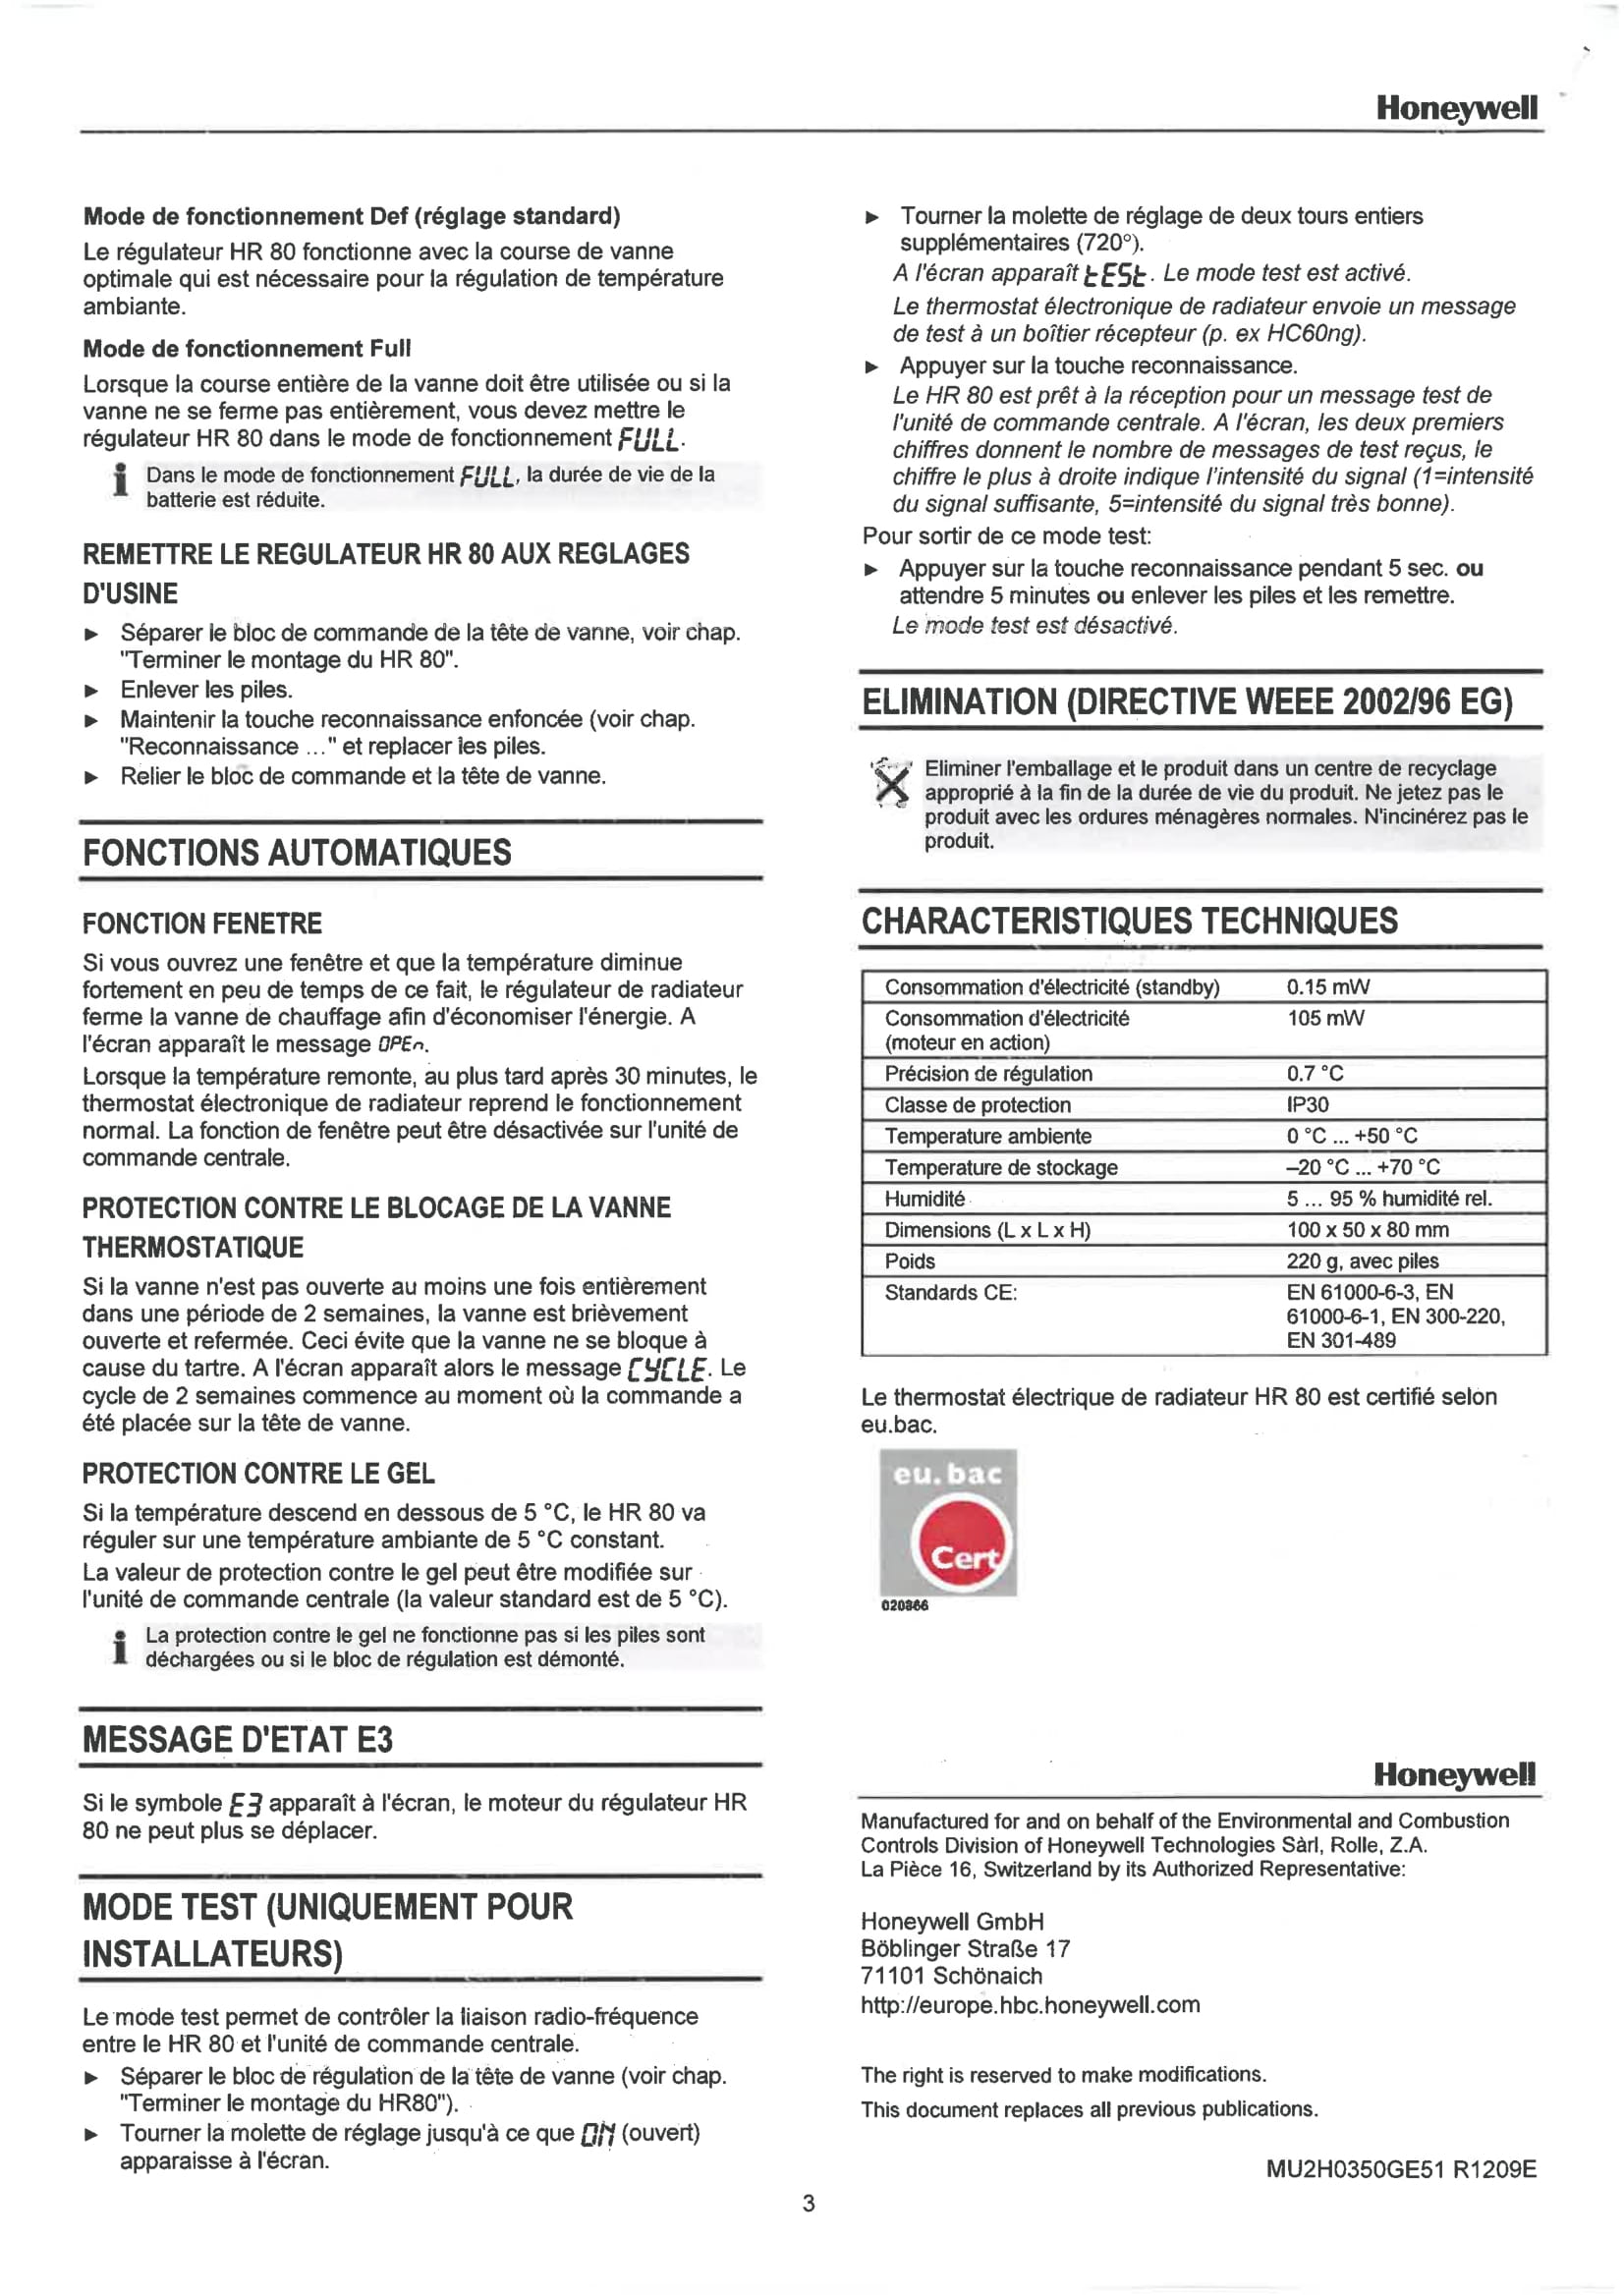 Honeywell
Mode de fonctionnement Def (réglage standard)
Le régulateur HR 80 fonctionne avec la course de vanne
optimale qui est nécessaire pour la régulation de température
ambiante.
Mode de fonctionnement Full
Lorsque la course entière de la vanne doit être utilisée ou si la
vanne ne se ferme pas entièrement, vous devez mettre le
régulateur HR 80 dans le mode de fonctionnement FULL.
i Dans le mode de fonctionnement FULL, la durée de vie de la
batterie est réduite.
REMETTRE LE REGULATEUR HR 80 AUX REGLAGES
D'USINE
► Séparer le bloc de commande de la tête de vanne, voir chap.
"Terminer le montage du HR 80".
► Enlever les piles.
► Maintenir la touche reconnaissance enfoncée (voir chap.
"Reconnaissance ..." et replacer les piles.
► Relier le bloc de commande et la tête de vanne.
FONCTIONS AUTOMATIQUES
FONCTION FENETRE
Si vous ouvrez une fenêtre et que la température diminue
fortement en peu de temps de ce fait, le régulateur de radiateur
ferme la vanne de chauffage afin d'économiser l'énergie. A
l'écran apparaît le message OPEn.
Lorsque la température remonte, au plus tard après 30 minutes, le
thermostat électronique de radiateur reprend le fonctionnement
normal. La fonction de fenêtre peut être désactivée sur l'unité de
commande centrale.
PROTECTION CONTRE LE BLOCAGE DE LA VANNE
THERMOSTATIQUE
Si la vanne n'est pas ouverte au moins une fois entièrement
dans une période de 2 semaines, la vanne est brièvement
ouverte et refermée. Ceci évite que la vanne ne se bloque à
cause du tartre. A l'écran apparaît alors le message CYCLE. Le
cycle de 2 semaines commence au moment où la commande a
été placée sur la tête de vanne.
PROTECTION CONTRE LE GEL
Si la température descend en dessous de 5 °C, le HR 80 va
réguler sur une température ambiante de 5 °C constant.
La valeur de protection contre le gel peut être modifiée sur
l'unité de commande centrale (la valeur standard est de 5 °C).
i La protection contre le gel ne fonctionne pas si les piles sont
déchargées ou si le bloc de régulation est démonté.
MESSAGE D'ETAT E3
Si le symbole E3 apparaît à l'écran, le moteur du régulateur HR
80 ne peut plus se déplacer.
MODE TEST (UNIQUEMENT POUR
INSTALLATEURS)
Le mode test permet de contrôler la liaison radio-fréquence
entre le HR 80 et l'unité de commande centrale.
► Séparer le bloc de régulation de la tête de vanne (voir chap.
"Terminer le montage du HR80").
► Tourner la molette de réglage jusqu'à ce que ON (ouvert)
apparaisse à l'écran.
► Tourner la molette de réglage de deux tours entiers
supplémentaires (720°).
A l'écran apparaît tESt. Le mode test est activé.
Le thermostat électronique de radiateur envoie un message
de test à un boîtier récepteur (p. ex HC60ng).
► Appuyer sur la touche reconnaissance.
Le HR 80 est prêt à la réception pour un message test de
l'unité de commande centrale. A l'écran, les deux premiers
chiffres donnent le nombre de messages de test reçus, le
chiffre le plus à droite indique l'intensité du signal (1=intensité
du signal suffisante, 5=intensité du signal très bonne).
Pour sortir de ce mode test:
► Appuyer sur la touche reconnaissance pendant 5 sec. ou
attendre 5 minutes ou enlever les piles et les remettre.
Le mode test est désactivé.
ELIMINATION (DIRECTIVE WEEE 2002/96 EG)
Eliminer l'emballage et le produit dans un centre de recyclage
approprié à la fin de la durée de vie du produit. Ne jetez pas le
produit avec les ordures ménagères normales. N'incinérez pas le
produit.
CHARACTERISTIQUES TECHNIQUES
Consommation d'électricité (standby) 0.15 mW
Consommation d'électricité 105 mW
(moteur en action)
Précision de régulation 0.7 °C
Classe de protection IP30
Temperature ambiente 0 °C ... +50 °C
Temperature de stockage –20 °C ... +70 °C
Humidité 5 ... 95 % humidité rel.
Dimensions (L x L x H) 100 x 50 x 80 mm
Poids 220 g, avec piles
Standards CE: EN 61000-6-3, EN
61000-6-1, EN 300-220,
EN 301-489
Le thermostat électrique de radiateur HR 80 est certifié selon
eu.bac.
eu.bac
Cert
020866
Honeywell
Manufactured for and on behalf of the Environmental and Combustion
Controls Division of Honeywell Technologies Sàrl, Rolle, Z.A.
La Pièce 16, Switzerland by its Authorized Representative:
Honeywell GmbH
Böblinger Straße 17
71101 Schönaich
http://europe.hbc.honeywell.com
The right is reserved to make modifications.
This document replaces all previous publications.
MU2H0350GE51 R1209E
3